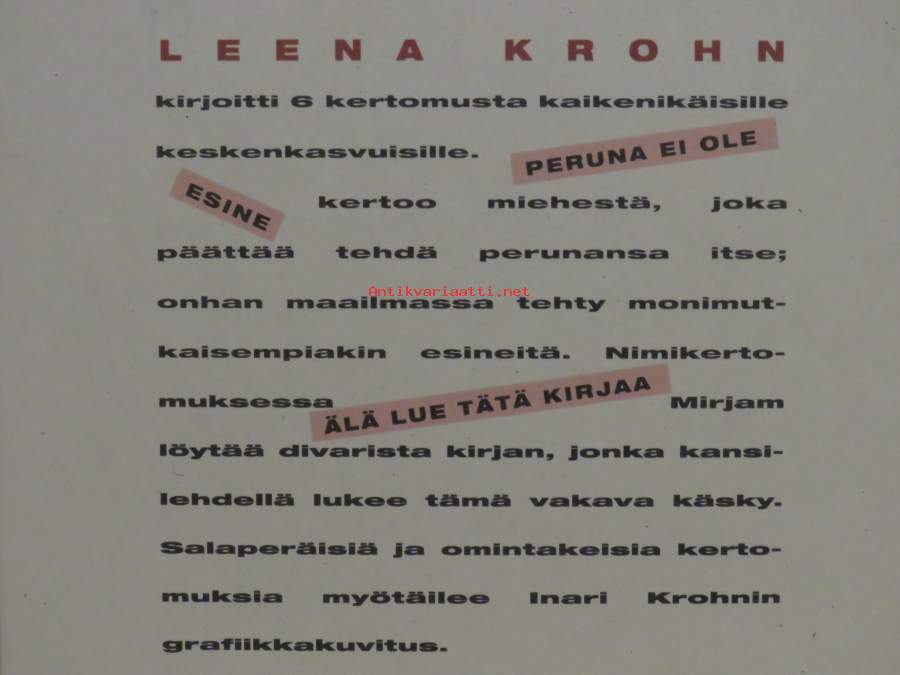 LEENA KROHN
kirjoitti 6 kertomusta kaikenikäisille
keskenkasvuisille. PERUNA EI OLE
ESINE kertoo miehestä, joka
päättää tehdä perunansa itse;
Antikvariaatti.net
onhan maailmassa tehty monimut-
kaisempiakin esineitä. Nimikerto-
muksessa ÄLÄ LUE TÄTÄ KIRJAA Mirjam
löytää divarista kirjan, jonka kansi-
lehdellä lukee tämä vakava käsky.
Salaperäisiä ja omintakeisia kerto-
muksia myötäilee Inari Krohnin
grafiikkakuvitus.